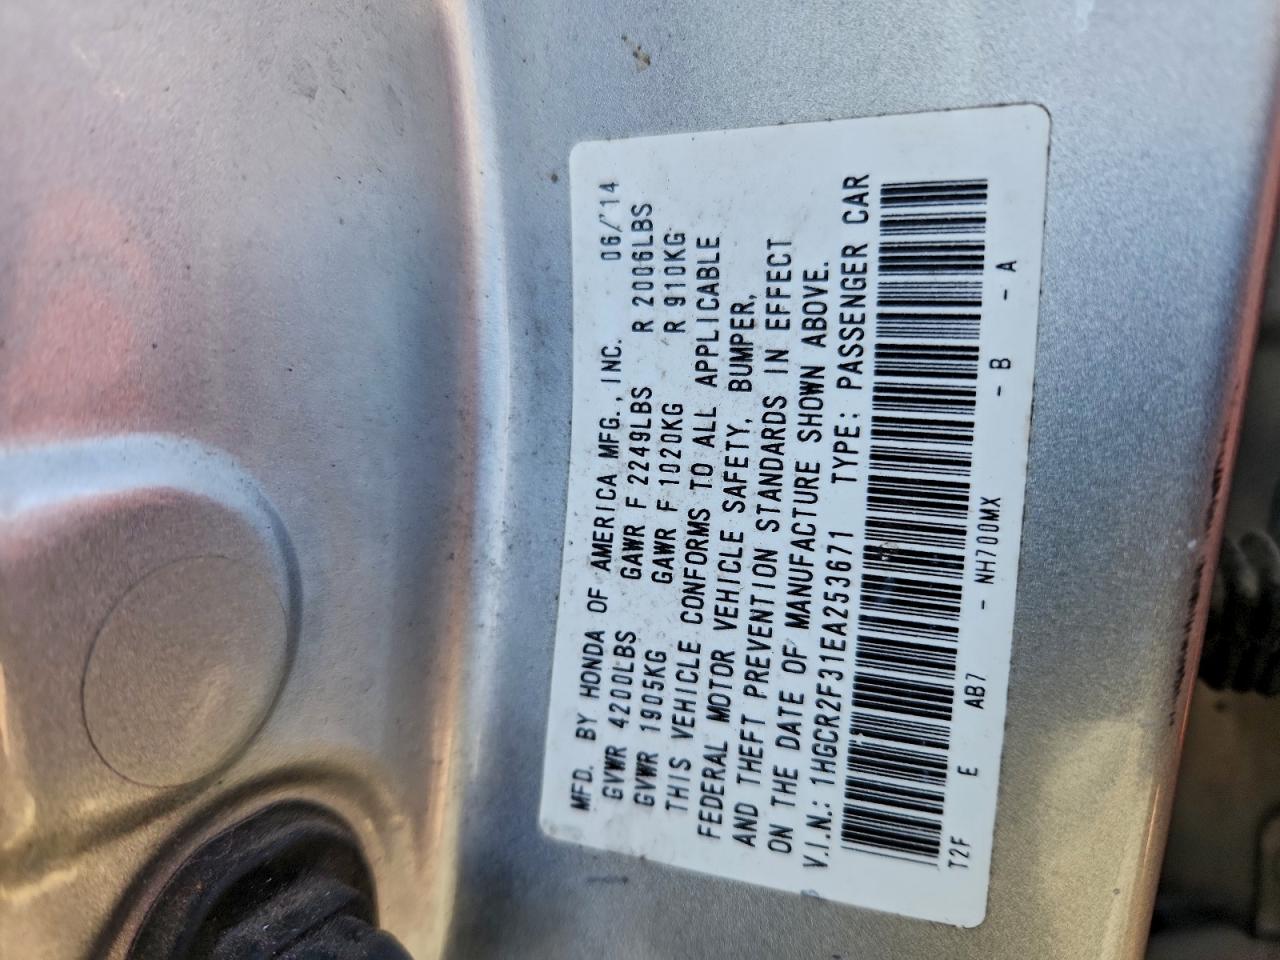 MFD. BY HONDA OF AMERICA MFG., INC. 06/'14
GVWR 4200LBS GAWR F 2249LBS R 2006LBS
GVWR 1905KG GAWR F 1020KG R 910KG
THIS VEHICLE CONFORMS TO ALL APPLICABLE
FEDERAL MOTOR VEHICLE SAFETY, BUMPER,
AND THEFT PREVENTION STANDARDS IN EFFECT
ON THE DATE OF MANUFACTURE SHOWN ABOVE.
V.I.N.: 1HGCR2F31EA253671 TYPE: PASSENGER CAR
T2F E AB7 - NH700MX - B - A